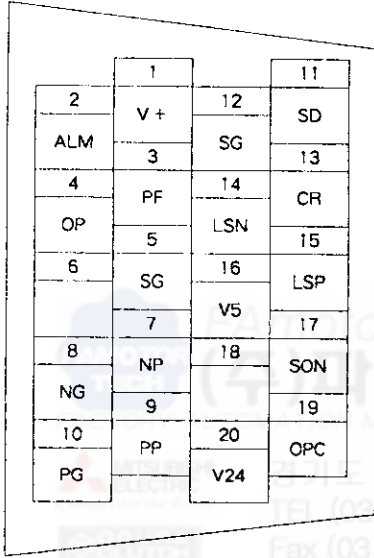 1 11
2 12
V + SD
ALM SG
3 13
4 14
PF CR
OP LSN
5 15
6 16
SG LSP
V5
7 17
8 18
NP SON
NG
9 19
10 20
PP OPC
PG V24